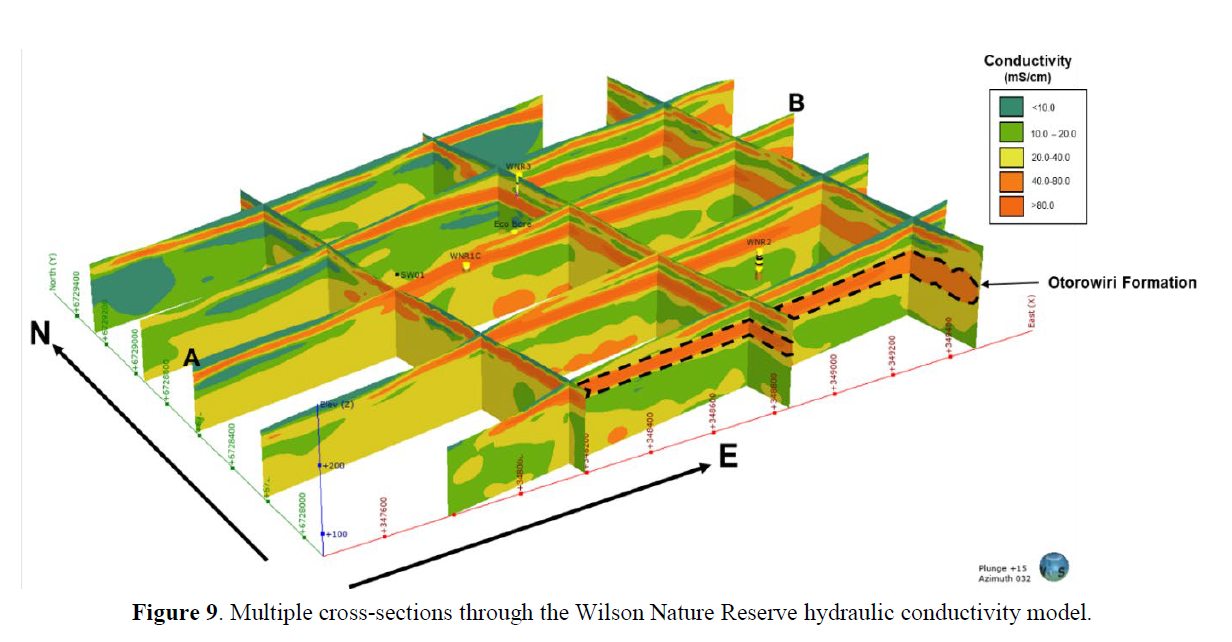 Conductivity
(mS/cm)
<10.0
10.0 – 20.0
20.0-40.0
40.0-80.0
>80.0
B
WNR3
Eco Bore
WNR1C
SW01
WNR2
Otorowiri Formation
North (Y)
East (X)
+6729400
+6729000
+6728400
+6728000
N
A
Elev (Z)
+200
+100
+347600
+348400
+348600
+348800
+349000
+349200
+349400
E
Plunge +15
Azimuth 032
Figure 9. Multiple cross-sections through the Wilson Nature Reserve hydraulic conductivity model.